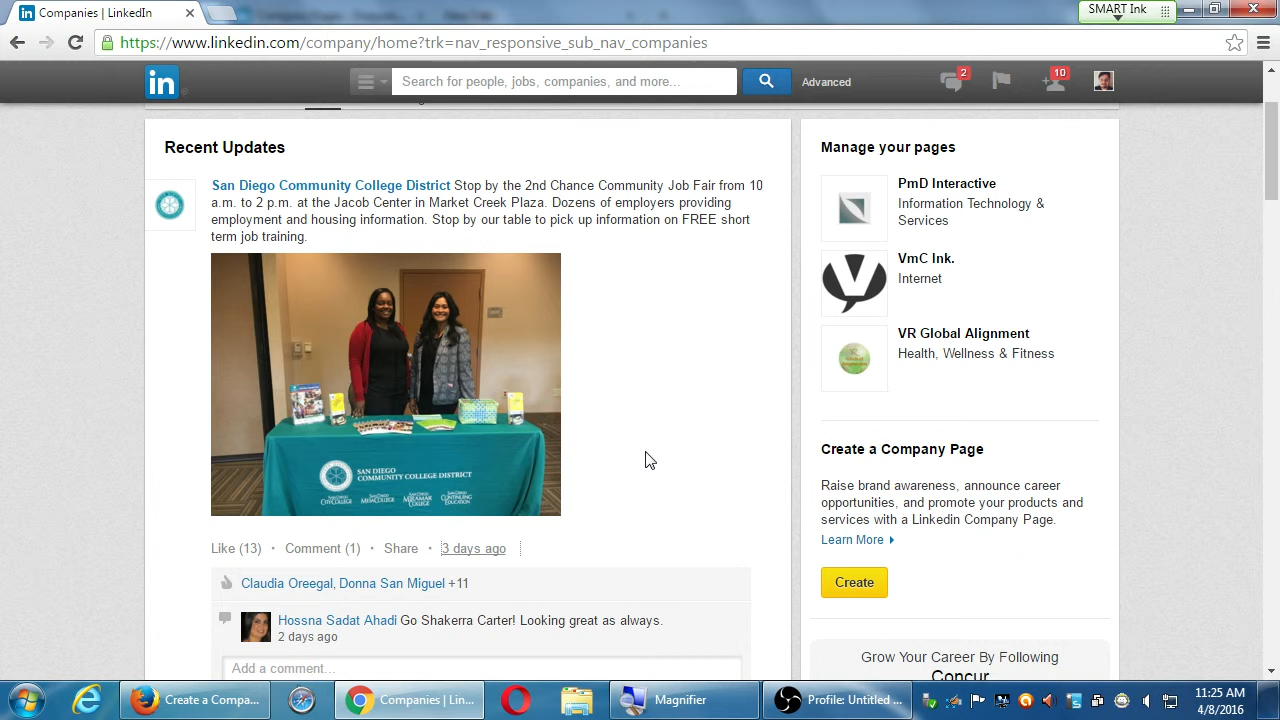 Companies | LinkedIn
SMART Ink
https://www.linkedin.com/company/home?trk=nav_responsive_sub_nav_companies
in
Search for people, jobs, companies, and more...
Advanced
2
10
Recent Updates
San Diego Community College District Stop by the 2nd Chance Community Job Fair from 10
a.m. to 2 p.m. at the Jacob Center in Market Creek Plaza. Dozens of employers providing
employment and housing information. Stop by our table to pick up information on FREE short
term job training.
SAN DIEGO
COMMUNITY COLLEGE DISTRICT
Like (13) • Comment (1) • Share • 3 days ago
Claudia Oreegal, Donna San Miguel +11
Hossna Sadat Ahadi Go Shakerra Carter! Looking great as always.
2 days ago
Add a comment...
Manage your pages
PmD Interactive
Information Technology &
Services
VmC Ink.
Internet
VR Global Alignment
Health, Wellness & Fitness
Create a Company Page
Raise brand awareness, announce career
opportunities, and promote your products and
services with a Linkedin Company Page.
Learn More
Create
Grow Your Career By Following
Concur
Create a Compa...
Companies | Lin...
Magnifier
Profile: Untitled ...
11:25 AM
4/8/2016